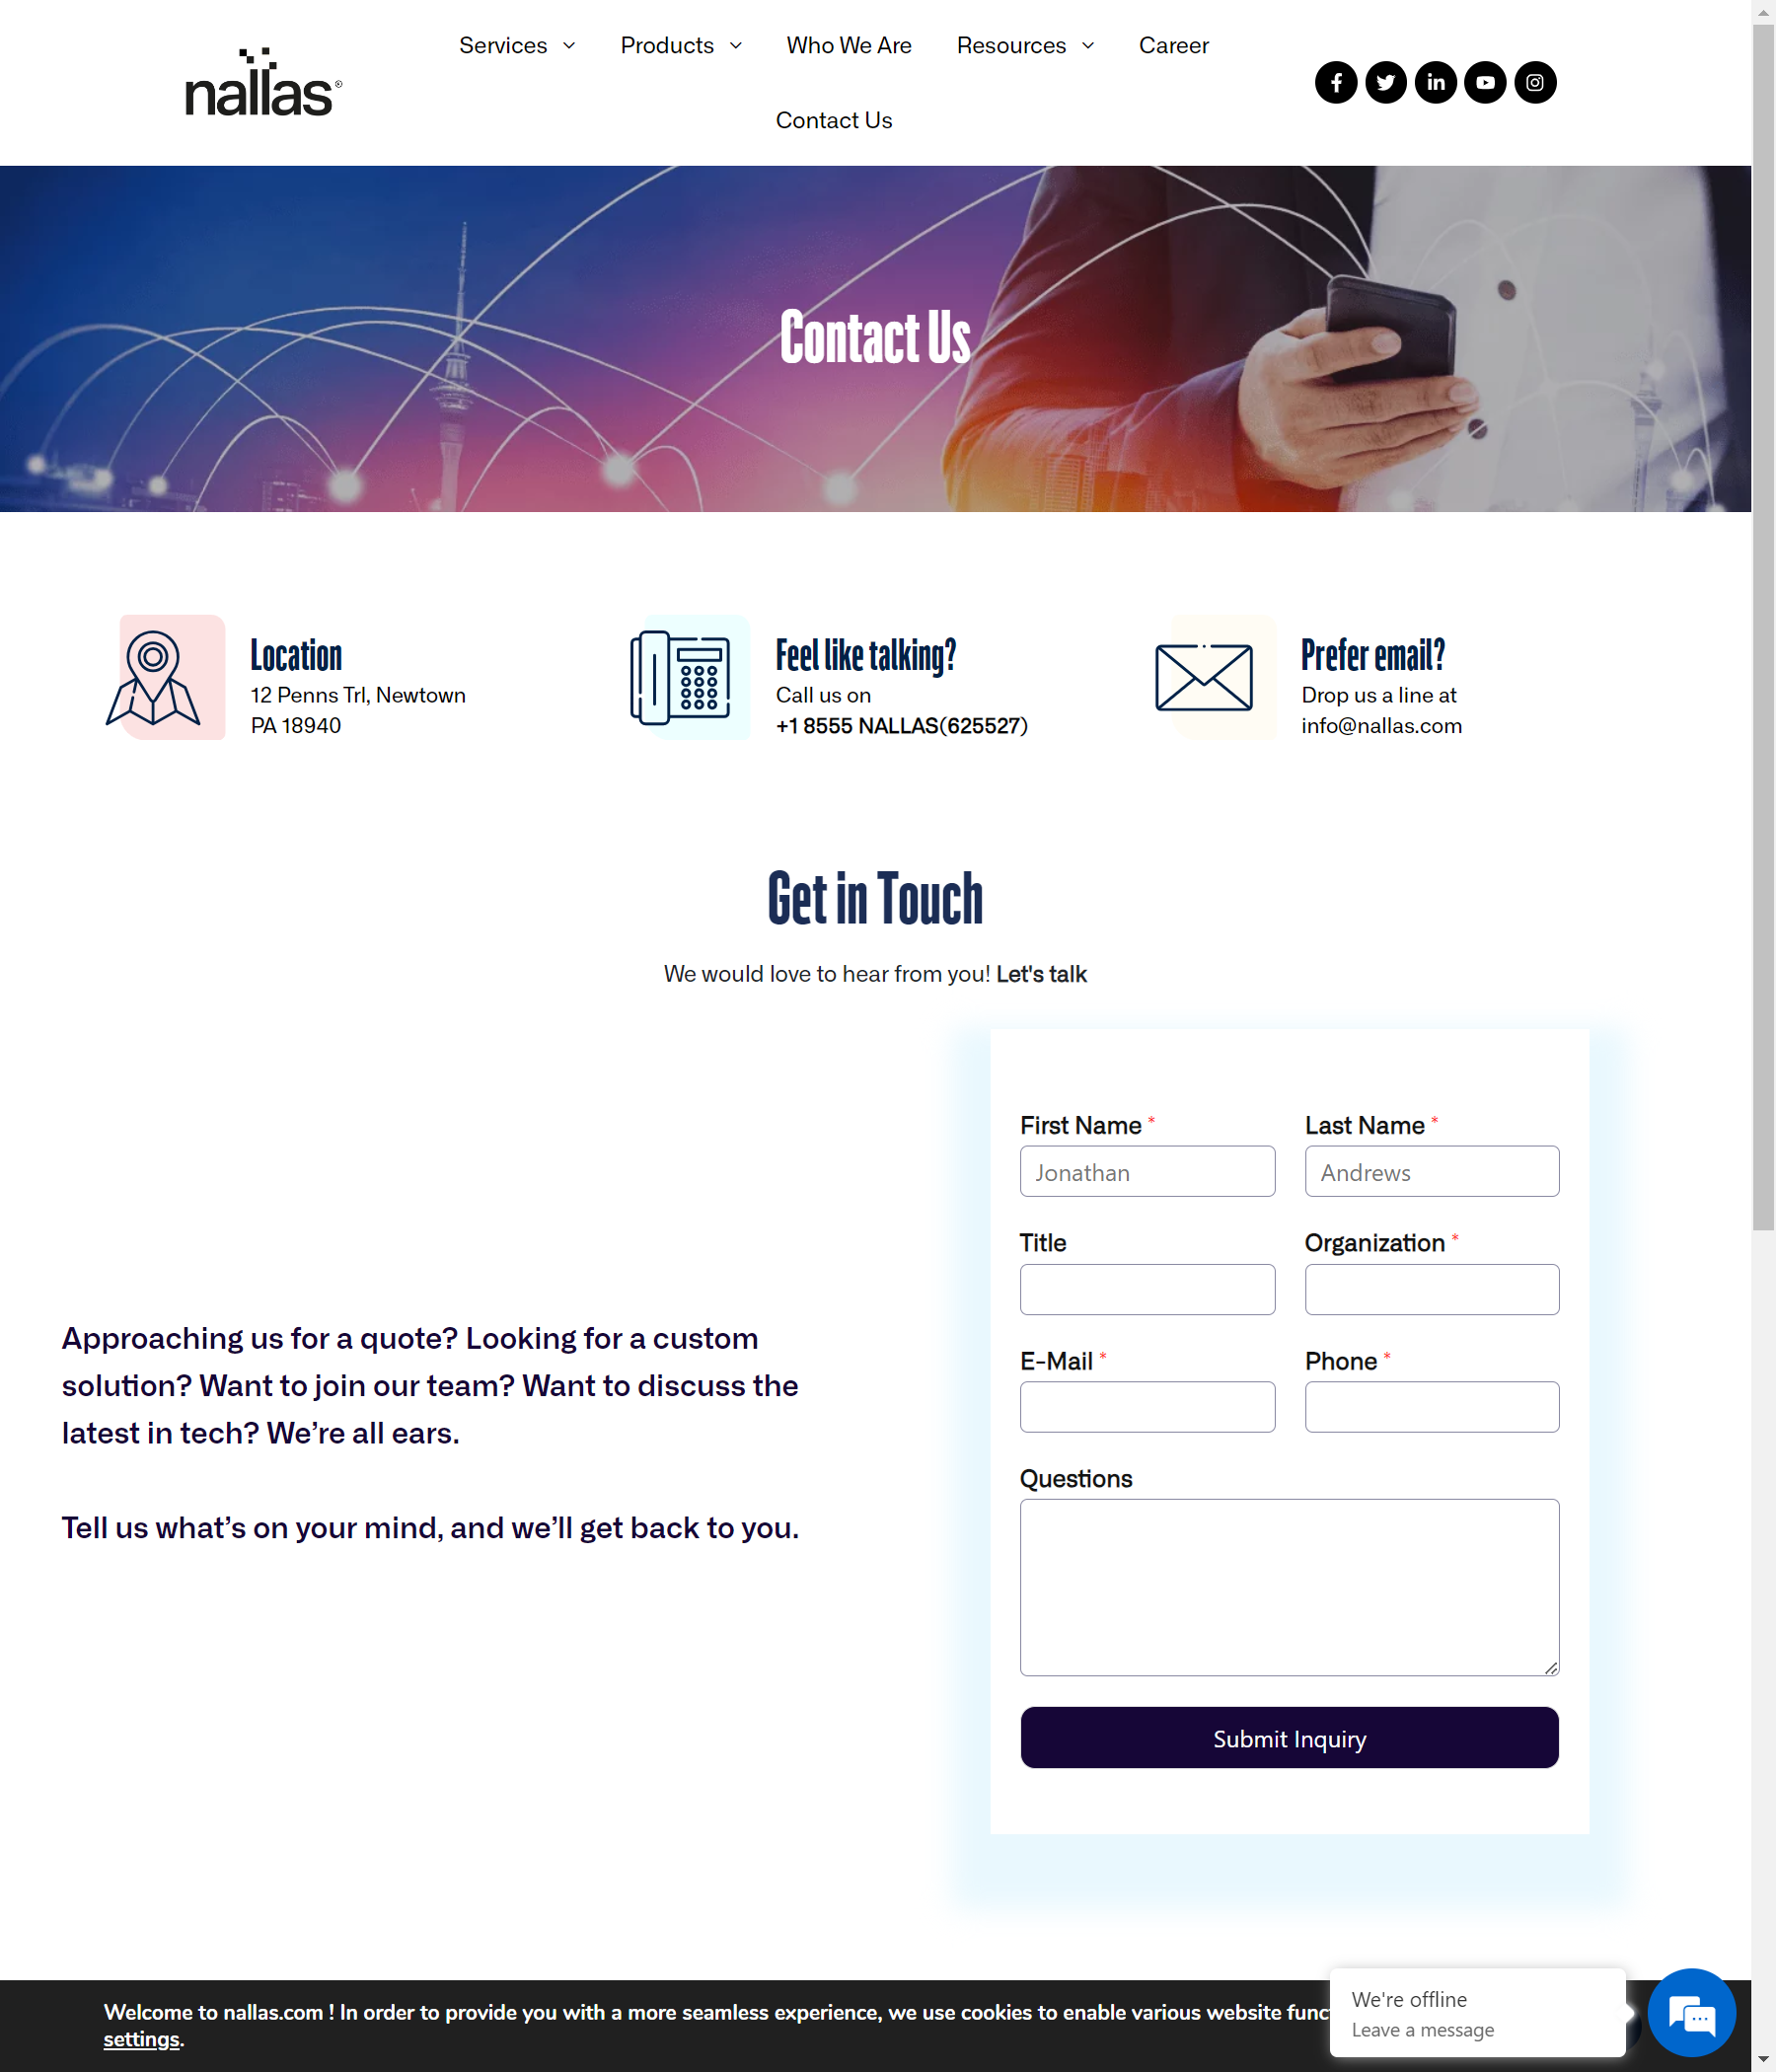 nallas
Services
Products
Who We Are
Resources
Career
Contact Us
Contact Us
Location
12 Penns Trl, Newtown
PA 18940
Feel like talking?
Call us on
+1 8555 NALLAS(625527)
Prefer email?
Drop us a line at
info@nallas.com
Get in Touch
We would love to hear from you! Let's talk
Approaching us for a quote? Looking for a custom
solution? Want to join our team? Want to discuss the
latest in tech? We’re all ears.
Tell us what’s on your mind, and we’ll get back to you.
First Name *
Last Name *
Jonathan
Andrews
Title
Organization *
E-Mail *
Phone *
Questions
Submit Inquiry
Welcome to nallas.com ! In order to provide you with a more seamless experience, we use cookies to enable various website
settings.
We're offline
Leave a message